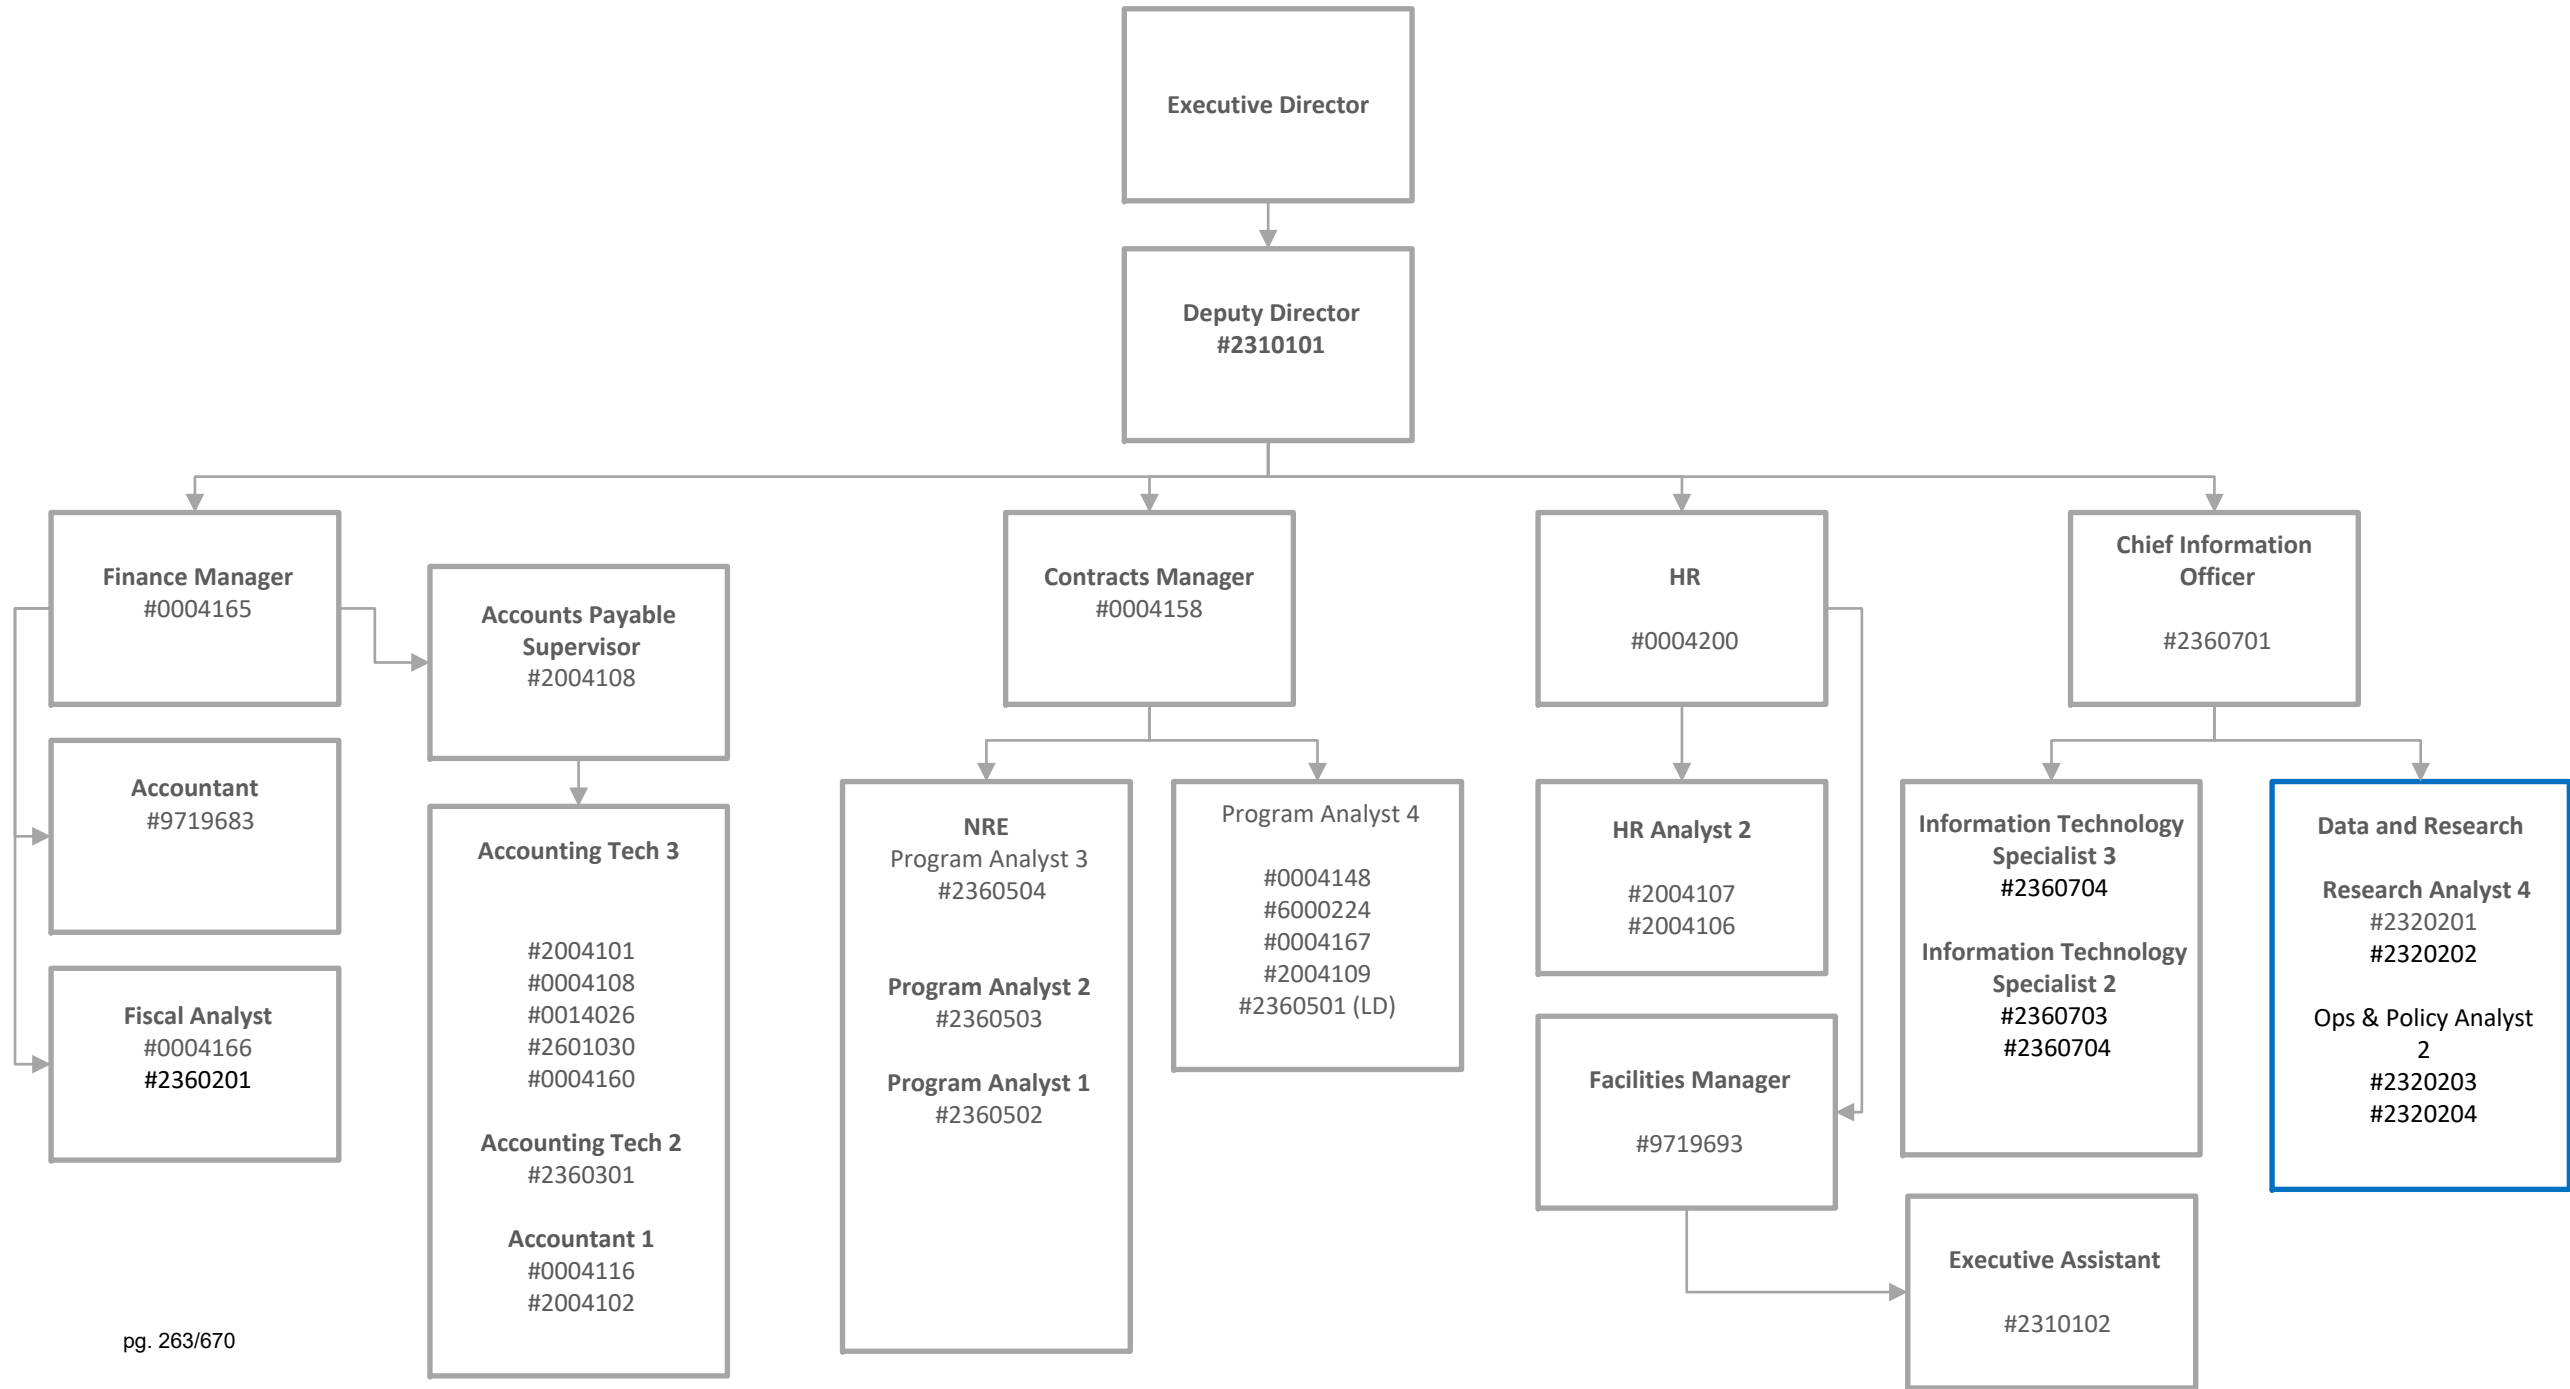 Executive Director
Deputy Director
#2310101
Finance Manager
#0004165
Accounts Payable
Supervisor
#2004108
Accountant
#9719683
Fiscal Analyst
#0004166
#2360201
Accounting Tech 3
#2004101
#0004108
#0014026
#2601030
#0004160
Accounting Tech 2
#2360301
Accountant 1
#0004116
#2004102
Contracts Manager
#0004158
NRE
Program Analyst 3
#2360504
Program Analyst 2
#2360503
Program Analyst 1
#2360502
Program Analyst 4
#0004148
#6000224
#0004167
#2004109
#2360501 (LD)
HR
#0004200
HR Analyst 2
#2004107
#2004106
Facilities Manager
#9719693
Executive Assistant
#2310102
Chief Information
Officer
#2360701
Information Technology
Specialist 3
#2360704
Information Technology
Specialist 2
#2360703
#2360704
Data and Research
Research Analyst 4
#2320201
#2320202
Ops & Policy Analyst
2
#2320203
#2320204
pg. 263/670